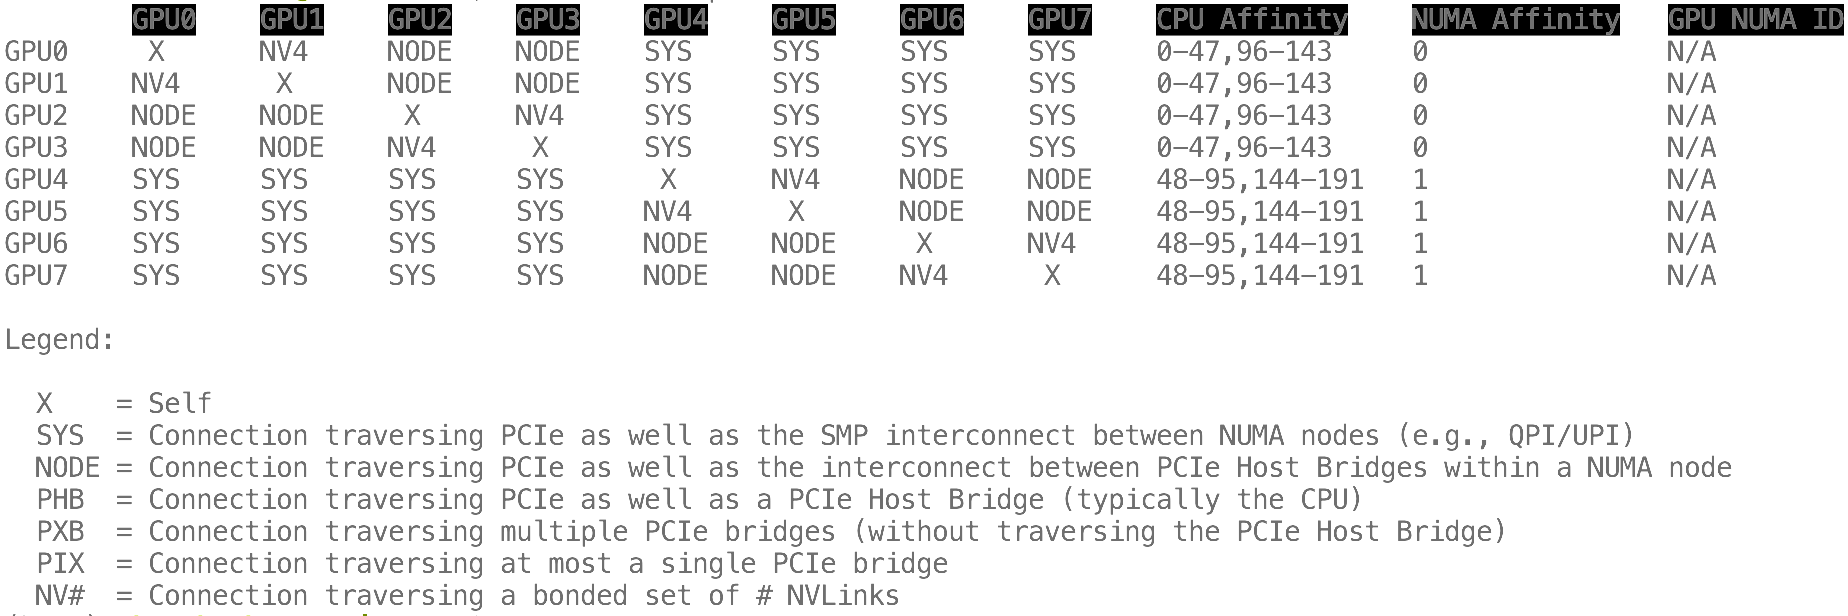 GPU0 GPU1 GPU2 GPU3 GPU4 GPU5 GPU6 GPU7 CPU Affinity NUMA Affinity GPU NUMA ID
GPU0 X NV4 NODE NODE SYS SYS SYS SYS 0-47,96-143 0 N/A
GPU1 NV4 X NODE NODE SYS SYS SYS SYS 0-47,96-143 0 N/A
GPU2 NODE NODE X NV4 SYS SYS SYS SYS 0-47,96-143 0 N/A
GPU3 NODE NODE NV4 X SYS SYS SYS SYS 0-47,96-143 0 N/A
GPU4 SYS SYS SYS SYS X NV4 NODE NODE 48-95,144-191 1 N/A
GPU5 SYS SYS SYS SYS NV4 X NODE NODE 48-95,144-191 1 N/A
GPU6 SYS SYS SYS SYS NODE NODE X NV4 48-95,144-191 1 N/A
GPU7 SYS SYS SYS SYS NODE NODE NV4 X 48-95,144-191 1 N/A
Legend:
X = Self
SYS = Connection traversing PCIe as well as the SMP interconnect between NUMA nodes (e.g., QPI/UPI)
NODE = Connection traversing PCIe as well as the interconnect between PCIe Host Bridges within a NUMA node
PHB = Connection traversing PCIe as well as a PCIe Host Bridge (typically the CPU)
PXB = Connection traversing multiple PCIe bridges (without traversing the PCIe Host Bridge)
PIX = Connection traversing at most a single PCIe bridge
NV# = Connection traversing a bonded set of # NVLinks